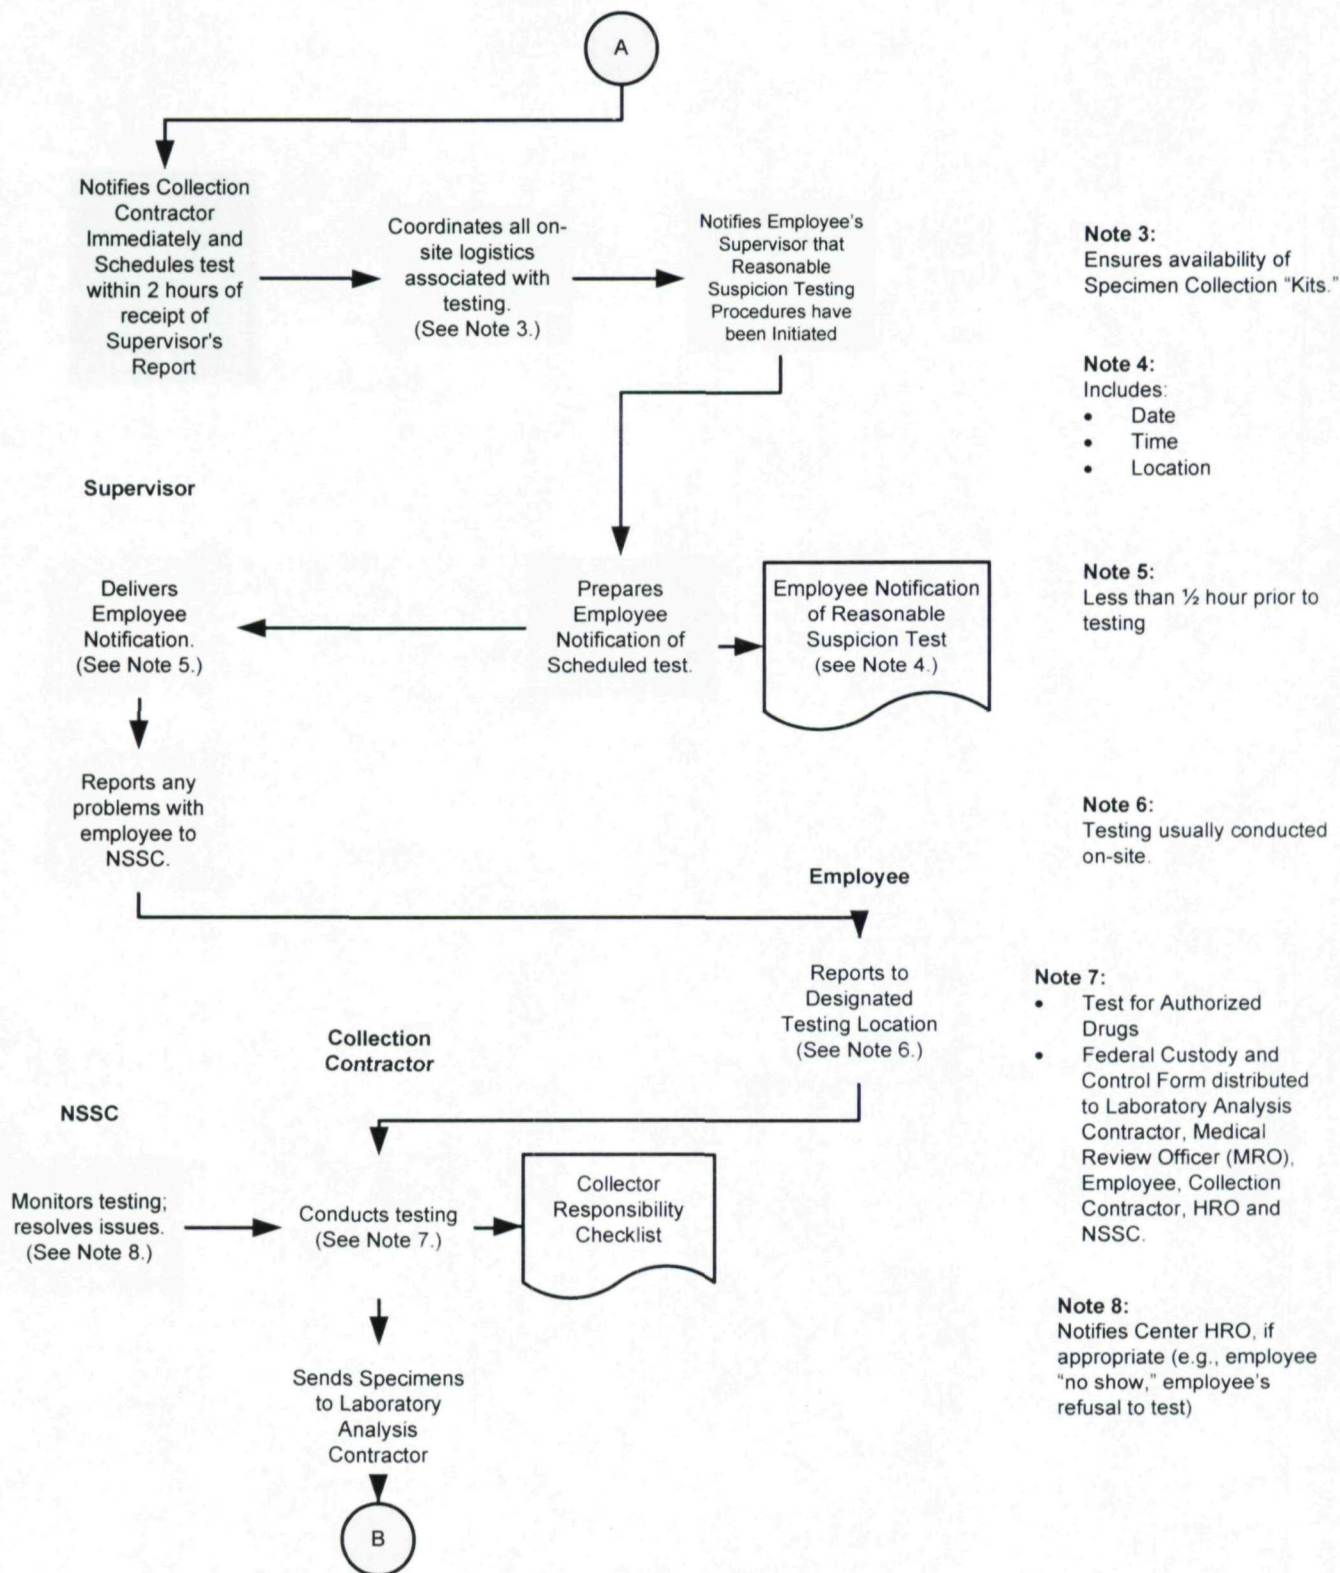 A
Notifies Collection
Contractor
Immediately and
Schedules test
within 2 hours of
receipt of
Supervisor's
Report
Coordinates all on-
site logistics
associated with
testing.
(See Note 3.)
Notifies Employee's
Supervisor that
Reasonable
Suspicion Testing
Procedures have
been Initiated
Note 3:
Ensures availability of
Specimen Collection “Kits.”
Note 4:
Includes:
• Date
• Time
• Location
Supervisor
Delivers
Employee
Notification.
(See Note 5.)
Prepares
Employee
Notification of
Scheduled test.
Employee Notification
of Reasonable
Suspicion Test
(see Note 4.)
Note 5:
Less than ½ hour prior to
testing
Reports any
problems with
employee to
NSSC.
Note 6:
Testing usually conducted
on-site.
Employee
Reports to
Designated
Testing Location
(See Note 6.)
Note 7:
• Test for Authorized
Drugs
• Federal Custody and
Control Form distributed
to Laboratory Analysis
Contractor, Medical
Review Officer (MRO),
Employee, Collection
Contractor, HRO and
NSSC.
Collection
Contractor
NSSC
Monitors testing;
resolves issues.
(See Note 8.)
Conducts testing
(See Note 7.)
Collector
Responsibility
Checklist
Note 8:
Notifies Center HRO, if
appropriate (e.g., employee
“no show,” employee’s
refusal to test)
Sends Specimens
to Laboratory
Analysis
Contractor
B